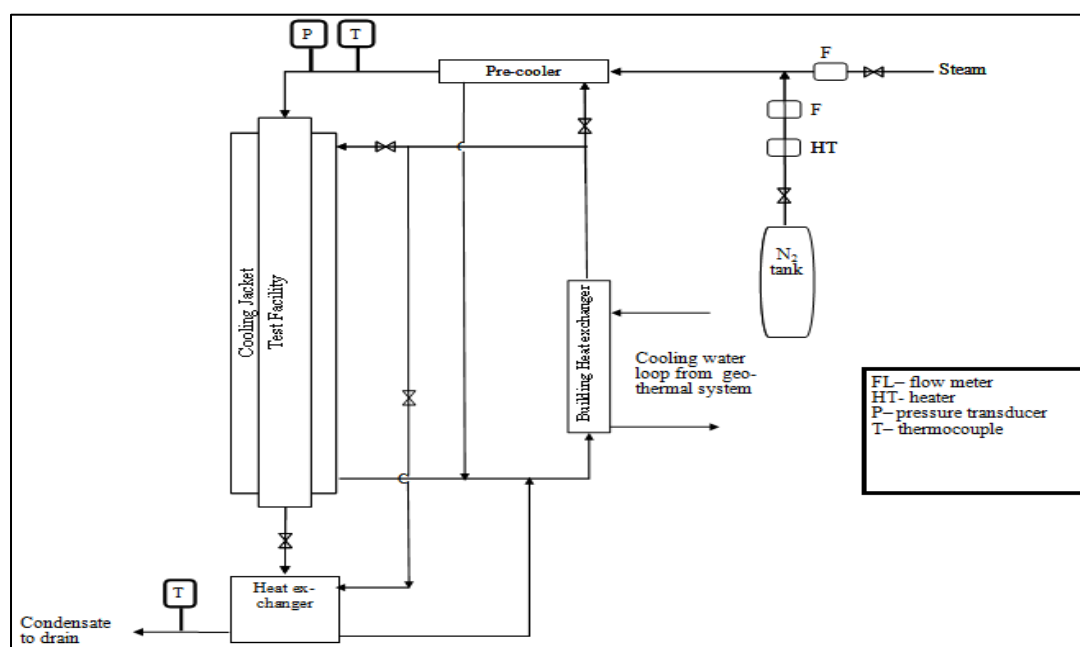 P
T
F
Pre-cooler
Steam
F
HT
N₂
tank
Cooling Jacket
Test Facility
Building Heat exchanger
Cooling water
loop from geo-
thermal system
FL– flow meter
HT- heater
P– pressure transducer
T– thermocouple
T
Heat ex-
changer
Condensate
to drain